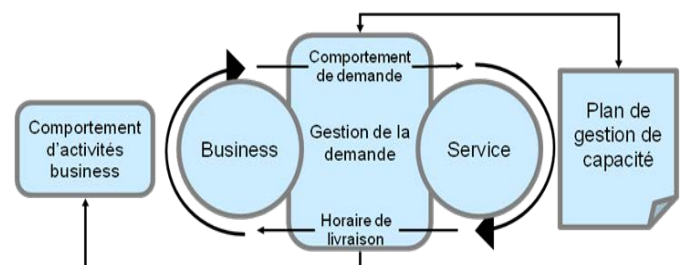 Comportement
d'activités
business
Business
Comportement
de demande
Gestion de la
demande
Horaire de
livraison
Service
Plan de
gestion de
capacité